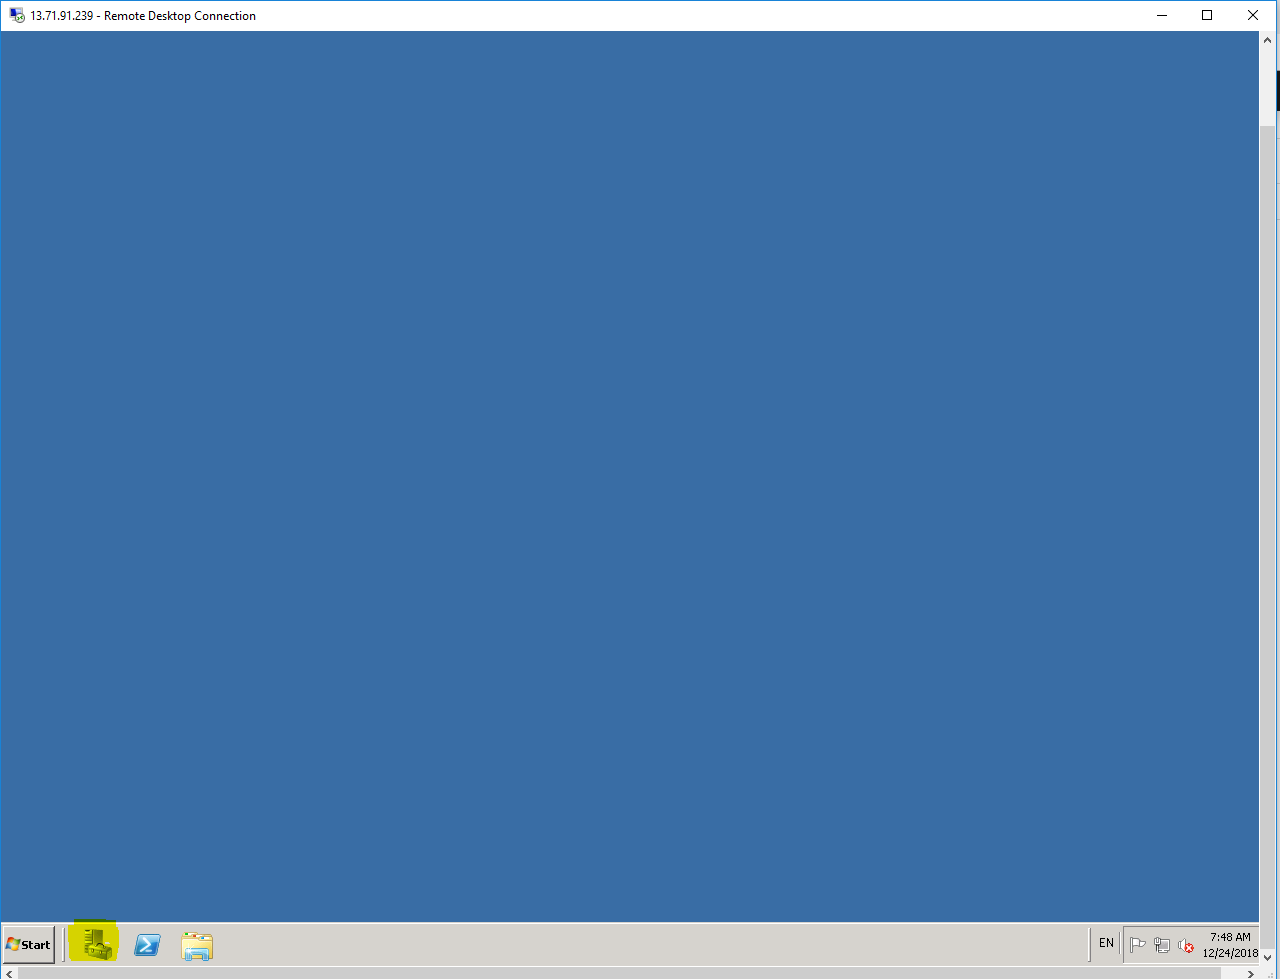 13.71.91.239 - Remote Desktop Connection
Start
EN
7:48 AM
12/24/2018